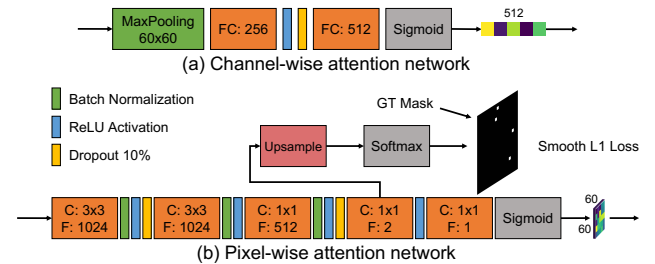 512
MaxPooling
60x60
FC: 256
FC: 512
Sigmoid
(a) Channel-wise attention network
Batch Normalization
ReLU Activation
Dropout 10%
GT Mask
Upsample
Softmax
Smooth L1 Loss
C: 3x3
F: 1024
C: 3x3
F: 1024
C: 1x1
F: 512
C: 1x1
F: 2
C: 1x1
F: 1
Sigmoid
60
60
(b) Pixel-wise attention network